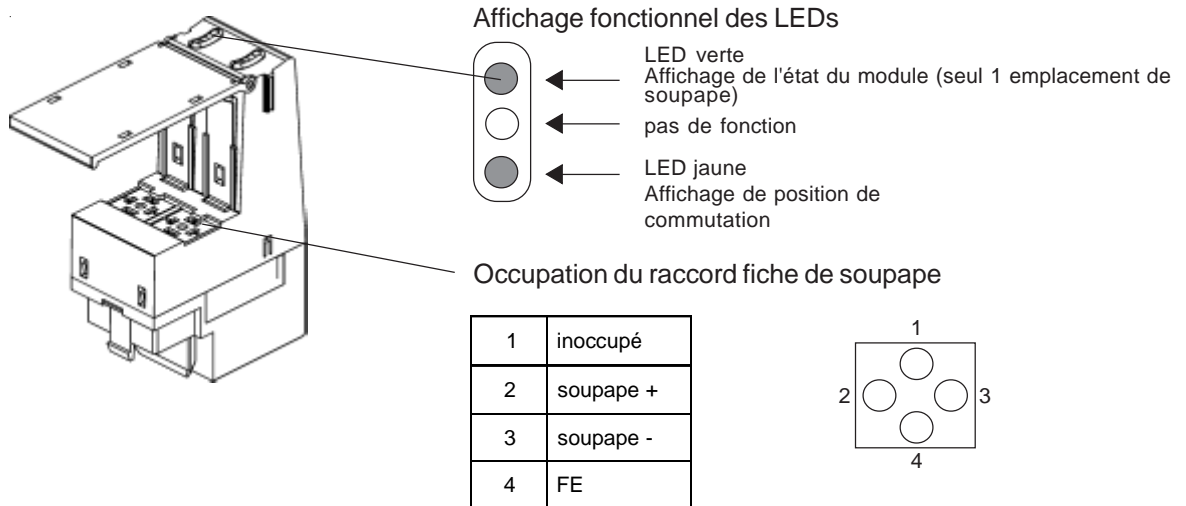 Affichage fonctionnel des LEDs
LED verte
Affichage de l'état du module (seul 1 emplacement de
soupape)
pas de fonction
LED jaune
Affichage de position de
commutation
Occupation du raccord fiche de soupape
1 inoccupé
2 soupape +
3 soupape -
4 FE
1
2 3
4